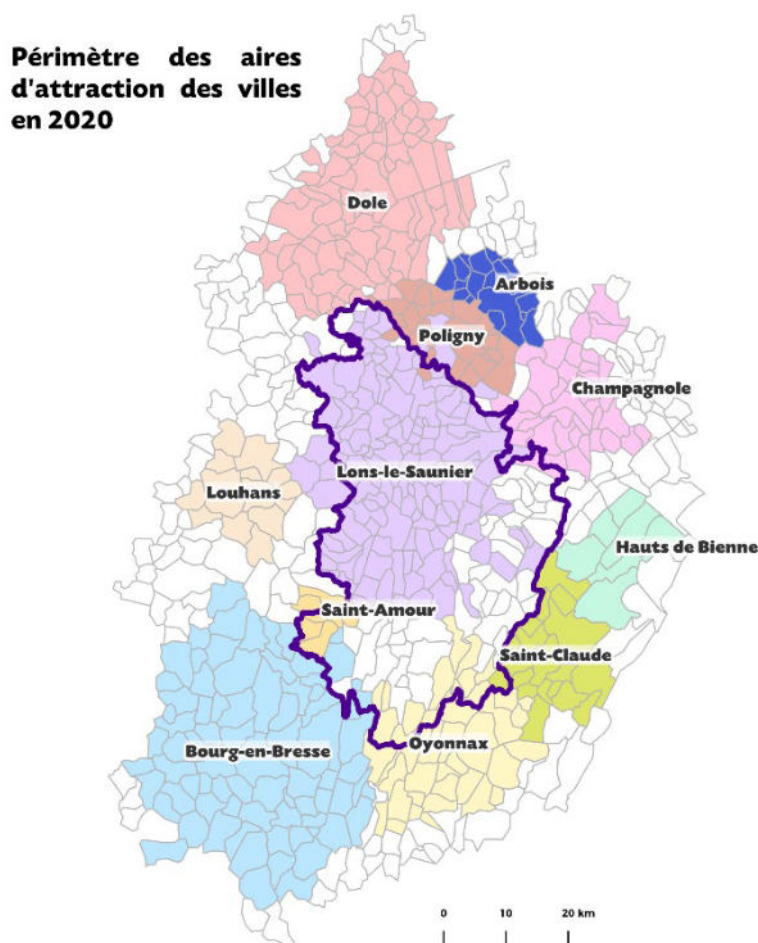 Périmètre des aires
d'attraction des villes
en 2020
Dole
Arbois
Poligny
Champagnole
Lons-le-Saunier
Louhans
Hauts de Bienne
Saint-Amour
Saint-Claude
Oyonnax
Bourg-en-Bresse
0 10 20 km